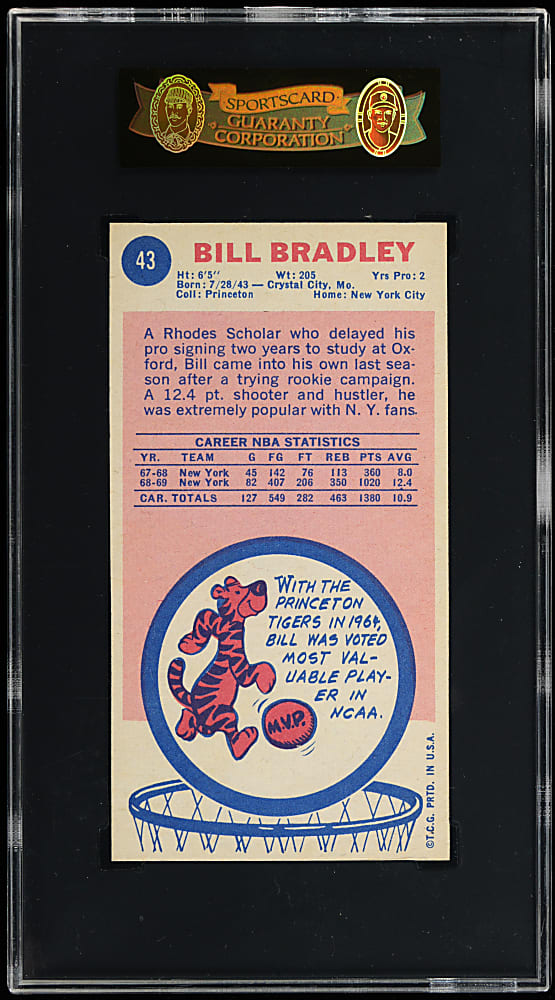 SPORTSCARD
GUARANTY
CORPORATION
43
BILL BRADLEY
Ht: 6'5" Wt: 205 Yrs Pro: 2
Born: 7/28/43 — Crystal City, Mo.
Coll: Princeton Home: New York City
A Rhodes Scholar who delayed his
pro signing two years to study at Ox-
ford, Bill came into his own last sea-
son after a trying rookie campaign.
A 12.4 pt. shooter and hustler, he
was extremely popular with N. Y. fans.
CAREER NBA STATISTICS
YR. TEAM G FG FT REB PTS AVG
67-68 New York 45 142 76 113 360 8.0
68-69 New York 82 407 206 350 1020 12.4
CAR. TOTALS 127 549 282 463 1380 10.9
WITH THE
PRINCETON
TIGERS IN 1964,
BILL WAS VOTED
MOST VAL-
UABLE PLAY-
ER IN
NCAA.
M.V.P.
©T.C.G. PRTD. IN U.S.A.